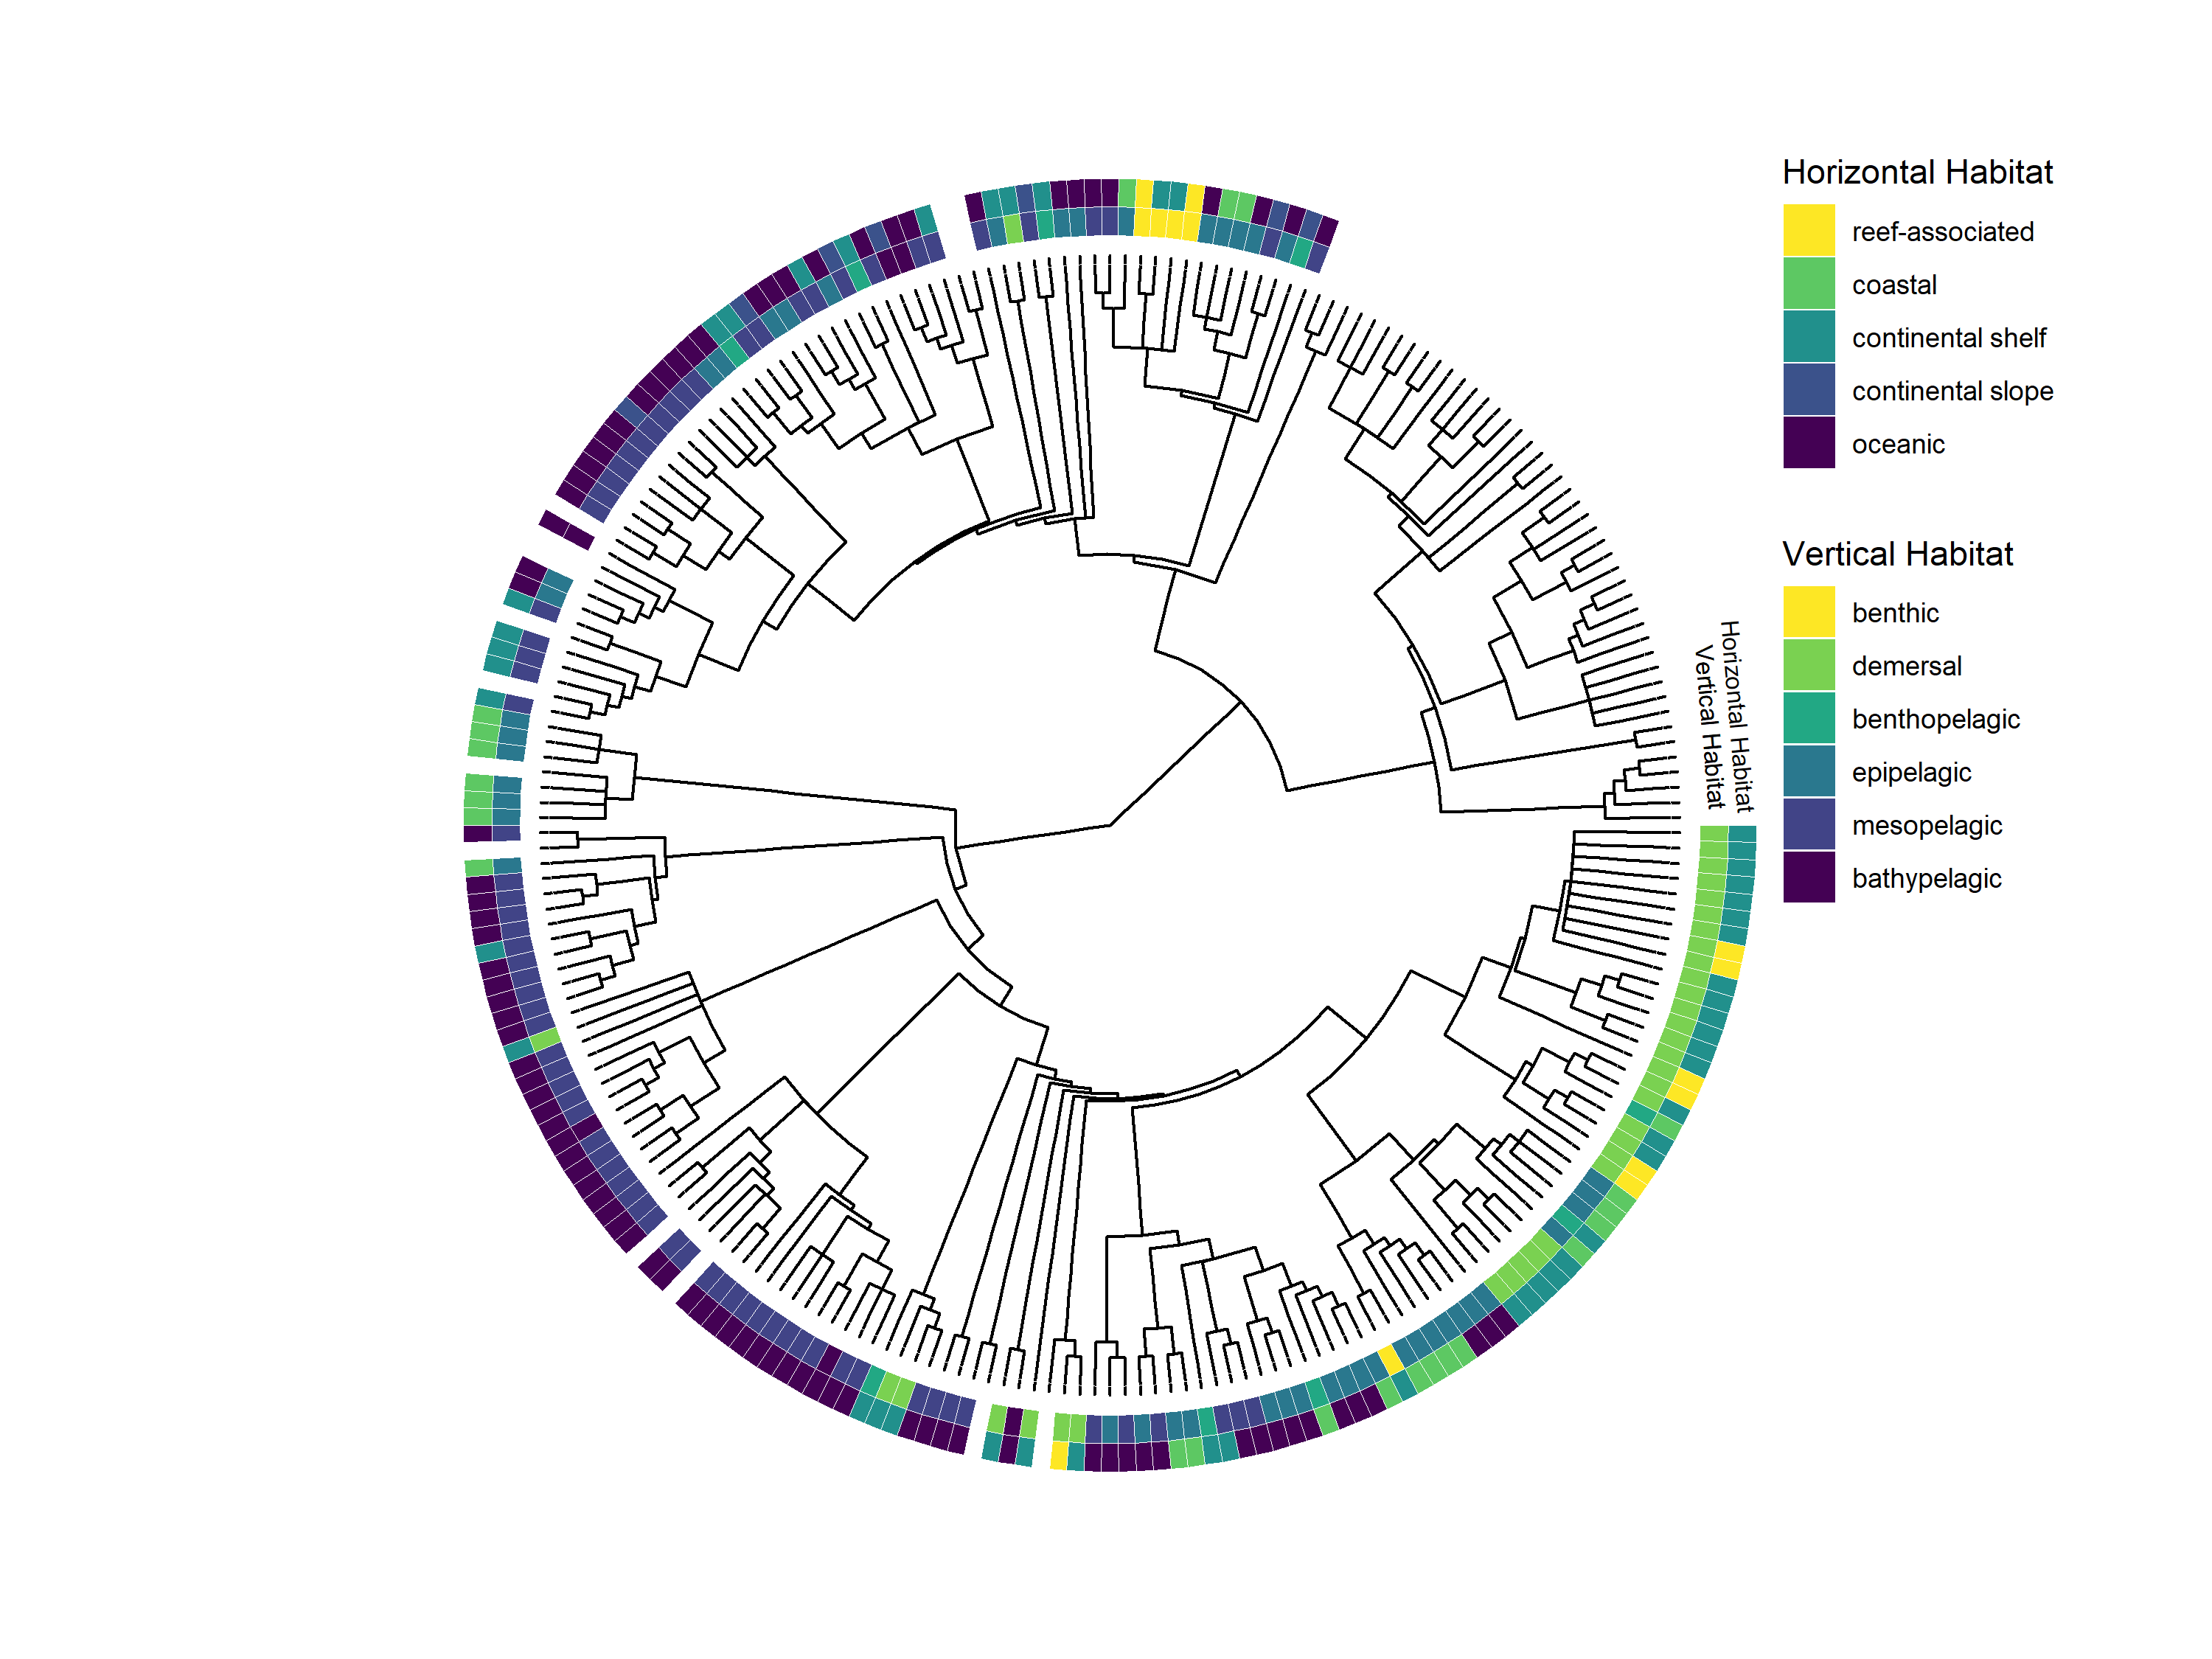 Horizontal Habitat
reef-associated
coastal
continental shelf
continental slope
oceanic
Vertical Habitat
benthic
demersal
benthopelagic
epipelagic
mesopelagic
bathypelagic
Horizontal Habitat
Vertical Habitat